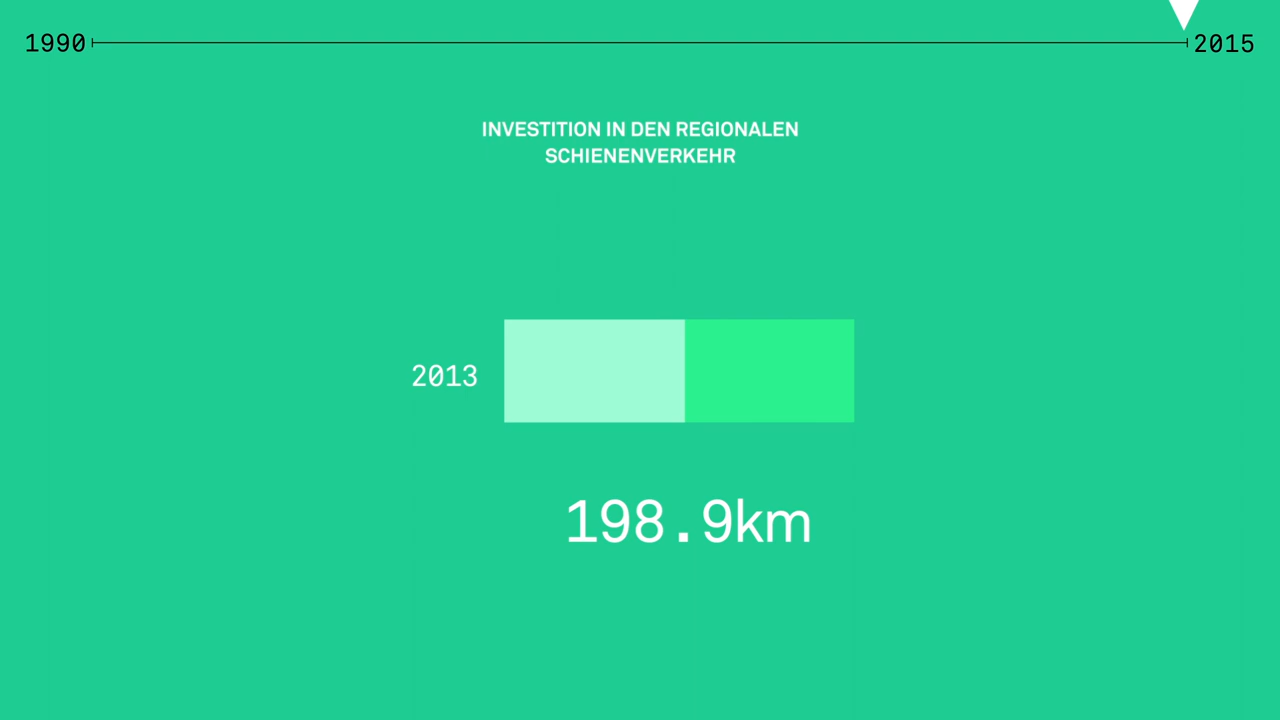 1990
2015
INVESTITION IN DEN REGIONALEN
SCHIENENVERKEHR
2013
198.9km